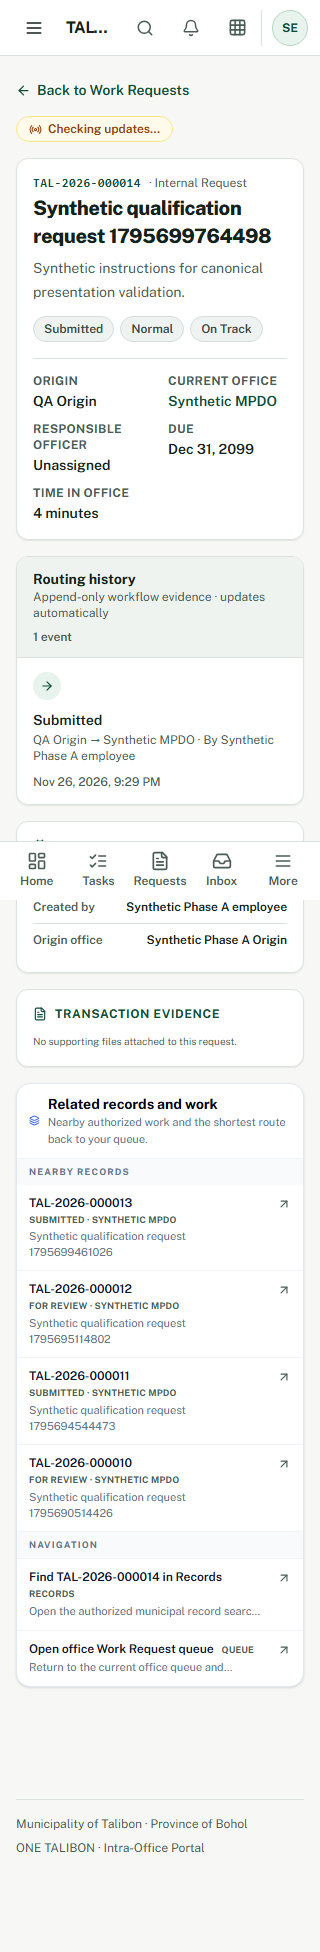 TAL...
SE
Back to Work Requests
Checking updates...
TAL-2026-000014 · Internal Request
Synthetic qualification
request 1795699764498
Synthetic instructions for canonical
presentation validation.
Submitted Normal On Track
ORIGIN
QA Origin
CURRENT OFFICE
Synthetic MPDO
RESPONSIBLE
OFFICER
Unassigned
DUE
Dec 31, 2099
TIME IN OFFICE
4 minutes
Routing history
Append-only workflow evidence · updates
automatically
1 event
Submitted
QA Origin → Synthetic MPDO · By Synthetic
Phase A employee
Nov 26, 2026, 9:29 PM
Home Tasks Requests Inbox More
Created by Synthetic Phase A employee
Origin office Synthetic Phase A Origin
TRANSACTION EVIDENCE
No supporting files attached to this request.
Related records and work
Nearby authorized work and the shortest route
back to your queue.
NEARBY RECORDS
TAL-2026-000013
SUBMITTED · SYNTHETIC MPDO
Synthetic qualification request
1795699461026
TAL-2026-000012
FOR REVIEW · SYNTHETIC MPDO
Synthetic qualification request
1795695114802
TAL-2026-000011
SUBMITTED · SYNTHETIC MPDO
Synthetic qualification request
1795694544473
TAL-2026-000010
FOR REVIEW · SYNTHETIC MPDO
Synthetic qualification request
1795690514426
NAVIGATION
Find TAL-2026-000014 in Records
RECORDS
Open the authorized municipal record searc...
Open office Work Request queue QUEUE
Return to the current office queue and...
Municipality of Talibon · Province of Bohol
ONE TALIBON · Intra-Office Portal